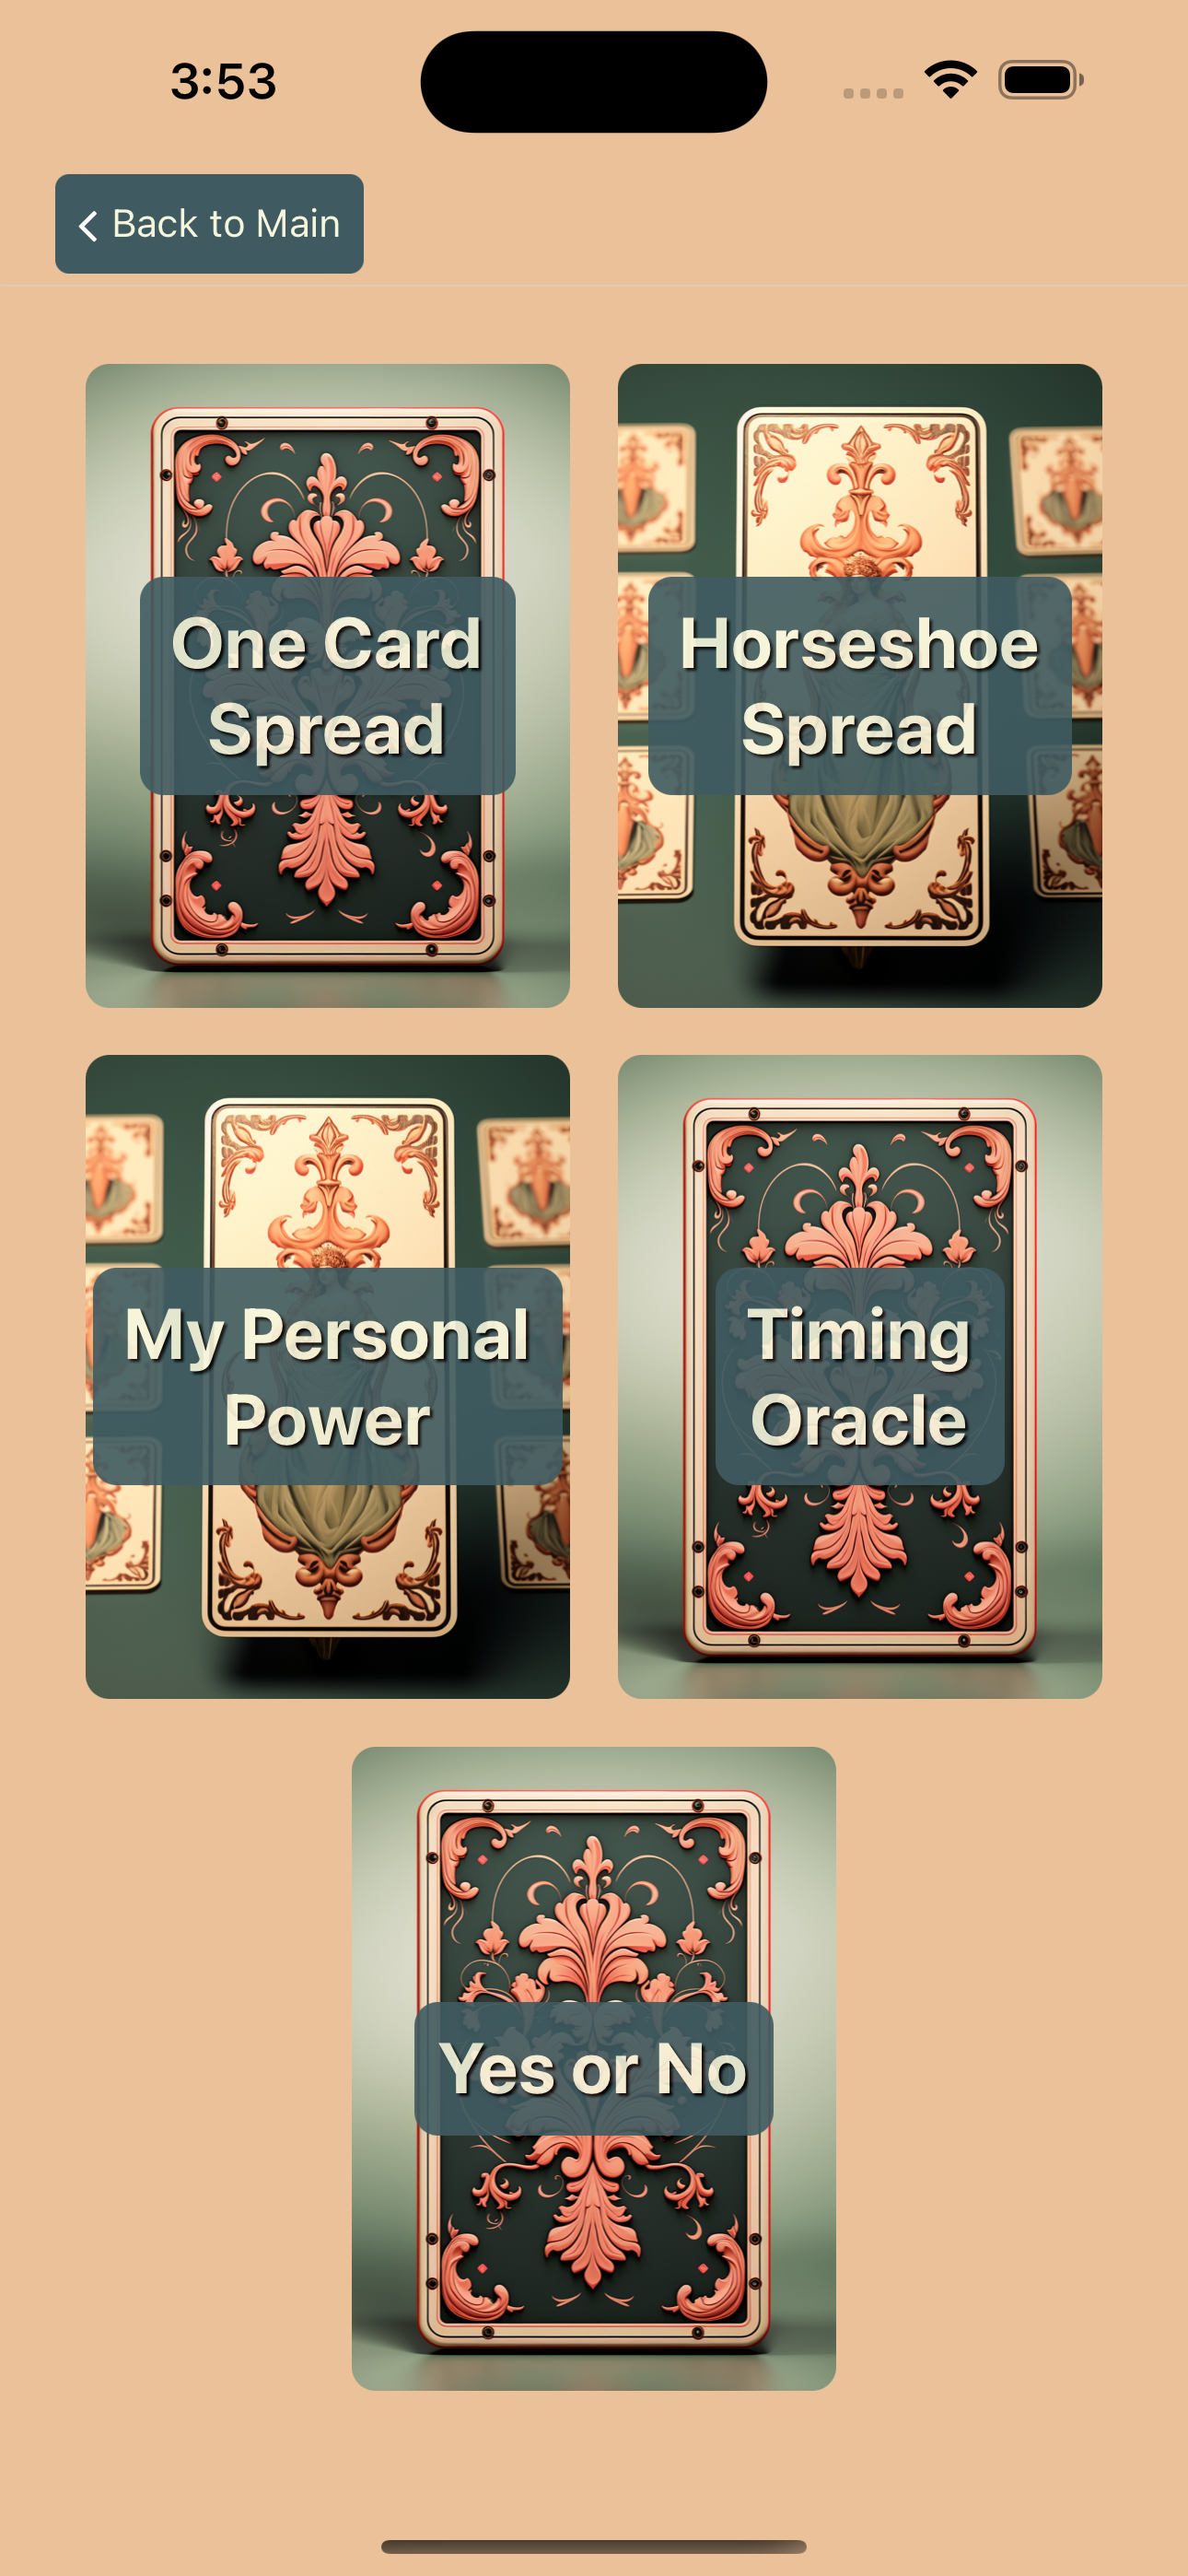 3:53
Back to Main
One Card
Spread
Horseshoe
Spread
My Personal
Power
Timing
Oracle
Yes or No